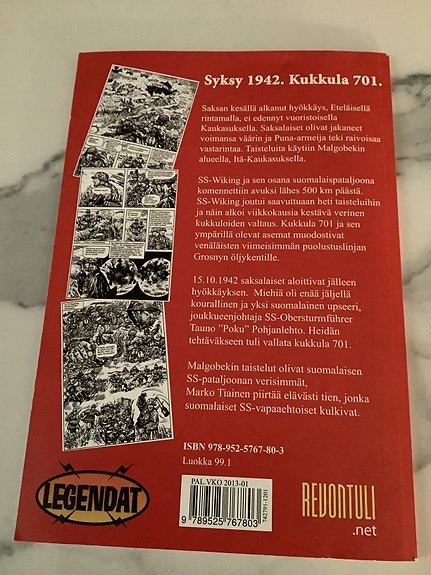 Syksy 1942. Kukkula 701.
Saksan kesällä alkanut hyökkäys, Eteläisellä
rintamalla, ei edennyt vuoristoisella
Kaukasuksella. Saksalaiset olivat jakaneet
voimansa väärin ja Puna-armeija teki raivoisaa
vastarintaa. Taisteluita käytiin Malgobekin
alueella, Itä-Kaukasuksella.
SS-Wiking ja sen osana suomalaispataljoona
komennettiin avuksi lähes 500 km päästä.
SS-Wiking joutui saavuttuaan heti taisteluihin
ja näin alkoi viikkokausia kestävä verinen
kukkuloiden valtaus. Kukkula 701 ja sen
ympärillä olevat asemat muodostivat
venäläisten viimeisimmän puolustuslinjan
Grosnyn öljykentille.
15.10.1942 saksalaiset aloittivat jälleen
hyökkäyksen. Miehiä oli enää jäljellä
kourallinen ja yksi suomalainen upseeri,
joukkueenjohtaja SS-Obersturmführer
Tauno "Poku" Pohjanlehto. Heidän
tehtäväkseen tuli vallata kukkula 701.
Malgobekin taistelut olivat suomalaisen
SS-pataljoonan verisimmät,
Marko Tiainen piirtää elävästi tien, jonka
suomalaiset SS-vapaaehtoiset kulkivat.
ISBN 978-952-5767-80-3
Luokka 99.1
PAL.VKO 2013-01
742791-1201
9 789525 767803
LEGENDAT
REVONTULI
.net